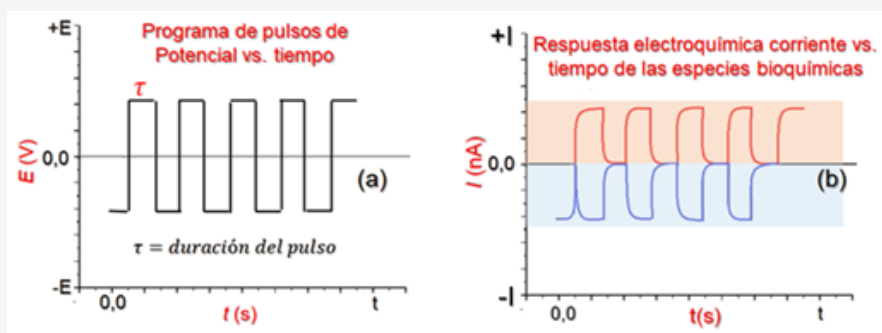 Programa de pulsos de
Potencial vs. tiempo
+E
τ
E (V)
0,0
(a)
τ = duración del pulso
-E
0,0
t
t (s)
Respuesta electroquímica corriente vs.
tiempo de las especies bioquímicas
+I
I (nA)
0,0
(b)
-I
0,0
t(s)
t